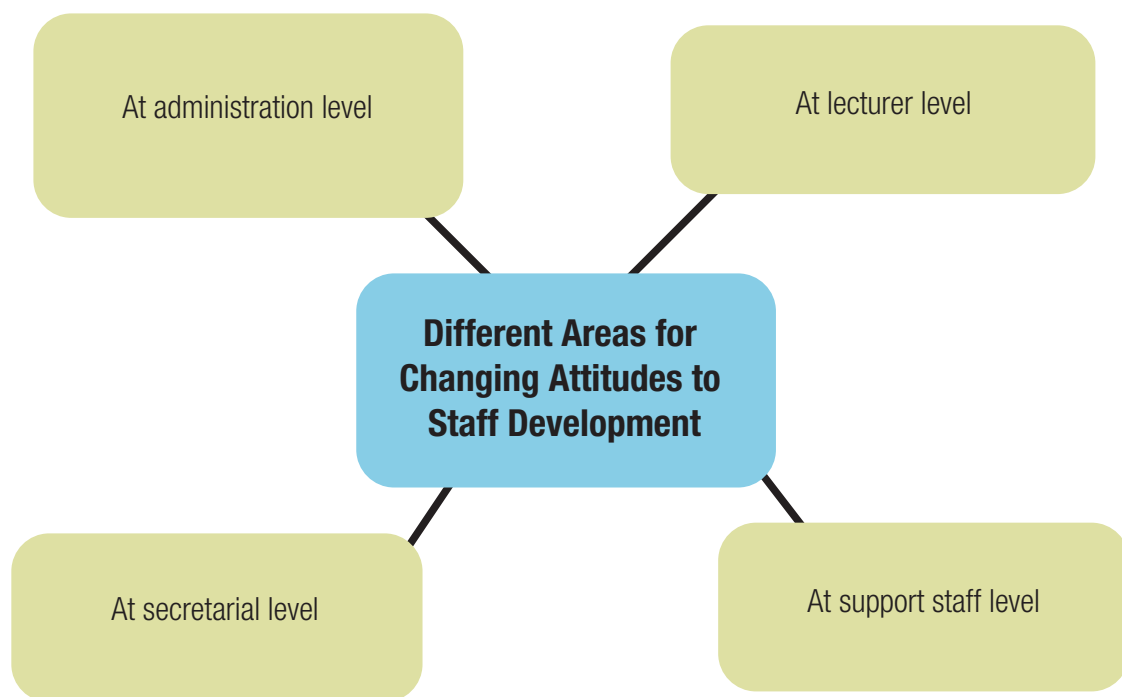 At administration level
At lecturer level
Different Areas for
Changing Attitudes to
Staff Development
At secretarial level
At support staff level